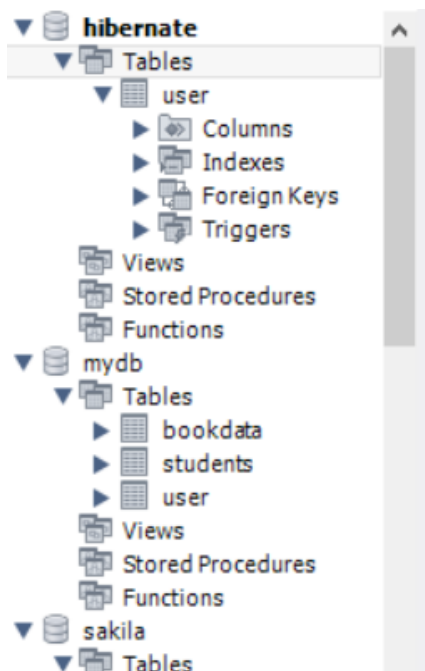 hibernate
Tables
user
Columns
Indexes
Foreign Keys
Triggers
Views
Stored Procedures
Functions
mydb
Tables
bookdata
students
user
Views
Stored Procedures
Functions
sakila
Tables